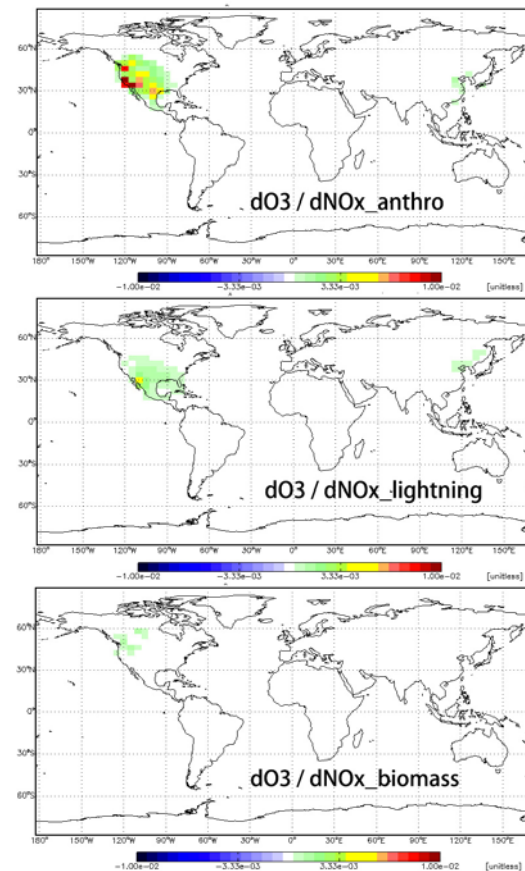 60°N
30°N
0°N
30°S
60°S
dO3 / dNOx_anthro
180°W 150°W 120°W 90°W 60°W 30°W 0°E 30°E 60°E 90°E 120°E 150°E
-1.00e-02 -3.33e-03 3.33e-03 1.00e-02 [unitless]
60°N
30°N
0°N
30°S
60°S
dO3 / dNOx_lightning
180°W 150°W 120°W 90°W 60°W 30°W 0°E 30°E 60°E 90°E 120°E 150°E
-1.00e-02 -3.33e-03 3.33e-03 1.00e-02 [unitless]
60°N
30°N
0°N
30°S
60°S
dO3 / dNOx_biomass
180°W 150°W 120°W 90°W 60°W 30°W 0°E 30°E 60°E 90°E 120°E 150°E
-1.00e-02 -3.33e-03 3.33e-03 1.00e-02 [unitless]